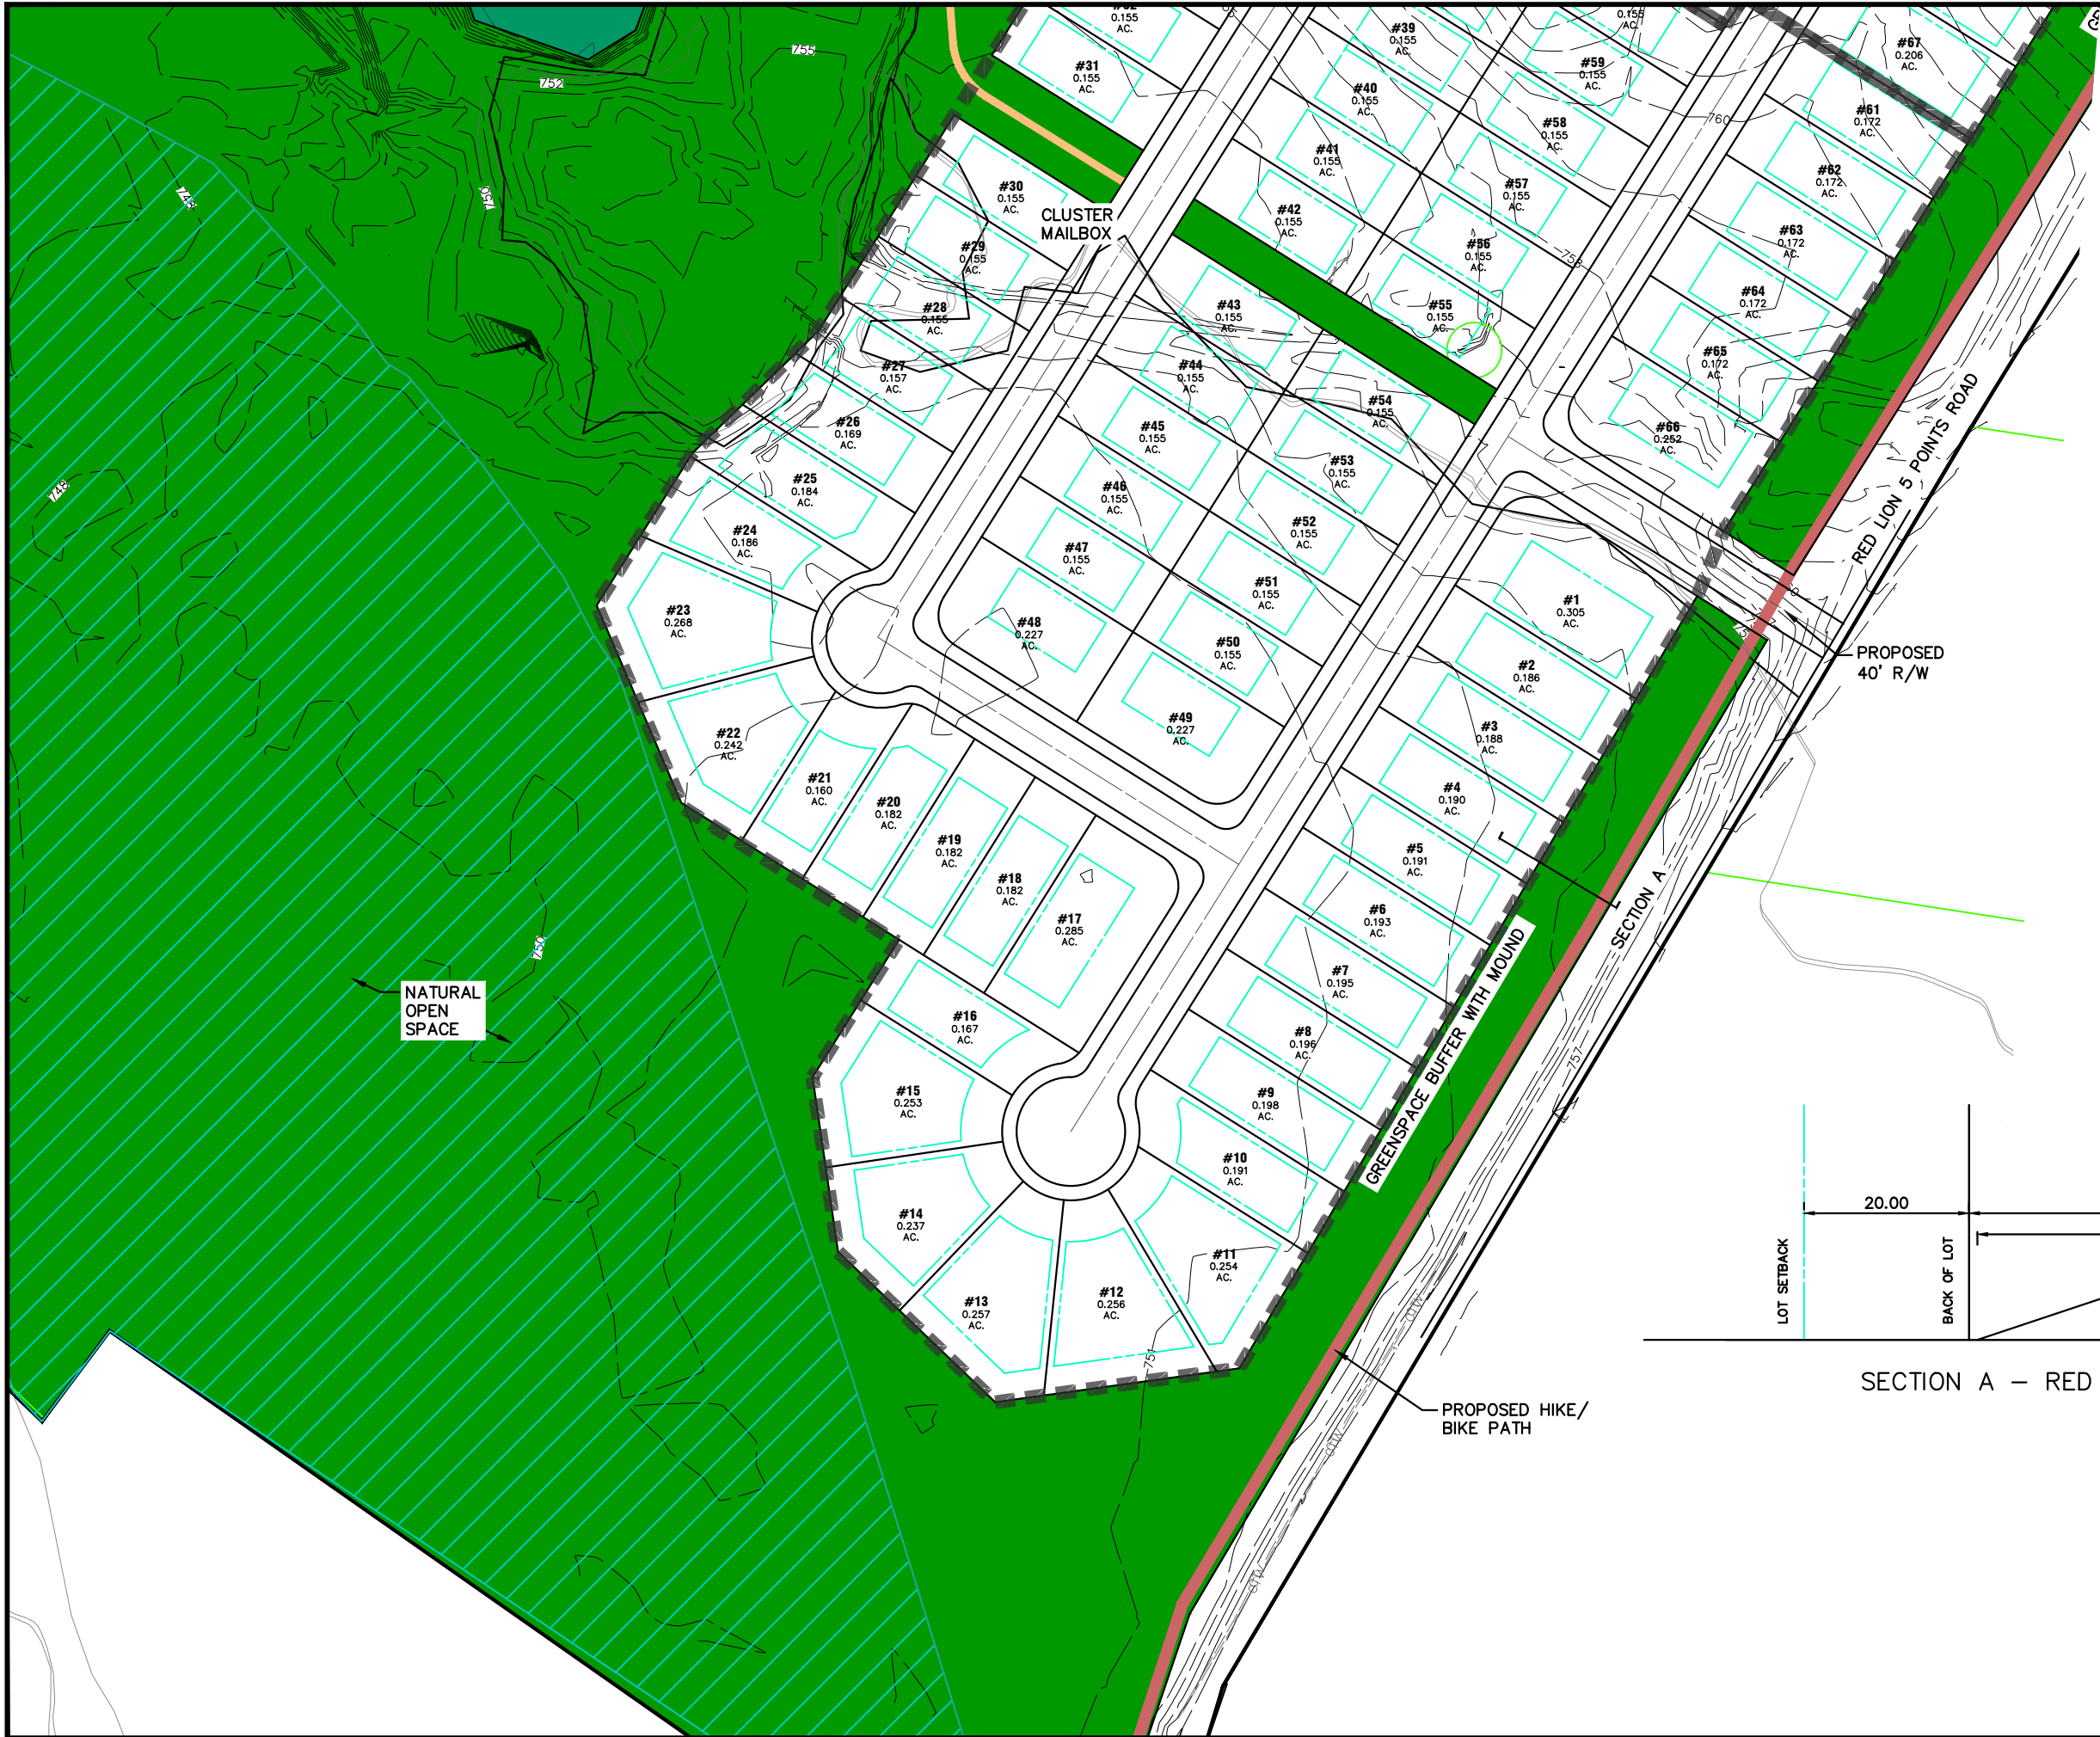 0.155
AC.
#31
0.155
AC.
#39
0.155
AC.
#40
0.155
AC.
#41
0.155
AC.
#42
0.155
AC.
0.155
AC.
#59
0.155
AC.
#58
0.155
AC.
#57
0.155
AC.
#56
0.155
AC.
#55
0.155
AC.
#67
0.206
AC.
#61
0.172
AC.
#62
0.172
AC.
#63
0.172
AC.
#64
0.172
AC.
#65
0.172
AC.
#66
0.252
AC.
755
752
750
748
748
760
758
#30
0.155
AC.
CLUSTER
MAILBOX
#29
0.155
AC.
#28
0.155
AC.
#27
0.157
AC.
#26
0.169
AC.
#25
0.184
AC.
#24
0.186
AC.
#23
0.268
AC.
#22
0.242
AC.
#21
0.160
AC.
#20
0.182
AC.
#19
0.182
AC.
#18
0.182
AC.
#17
0.285
AC.
#16
0.167
AC.
#15
0.253
AC.
#14
0.237
AC.
#13
0.257
AC.
#12
0.256
AC.
#11
0.254
AC.
#10
0.191
AC.
#9
0.198
AC.
#8
0.196
AC.
#7
0.195
AC.
#6
0.193
AC.
#5
0.191
AC.
#4
0.190
AC.
#3
0.188
AC.
#2
0.186
AC.
#1
0.305
AC.
#43
0.155
AC.
#44
0.155
AC.
#45
0.155
AC.
#46
0.155
AC.
#47
0.155
AC.
#48
0.227
AC.
#49
0.227
AC.
#50
0.155
AC.
#51
0.155
AC.
#52
0.155
AC.
#53
0.155
AC.
#54
0.155
AC.
RED LION 5 POINTS ROAD
PROPOSED
40' R/W
SECTION A
GREENSPACE BUFFER WITH MOUND
757
750
NATURAL
OPEN
SPACE
751
PROPOSED HIKE/
BIKE PATH
20.00
LOT SETBACK
BACK OF LOT
SECTION A – RED